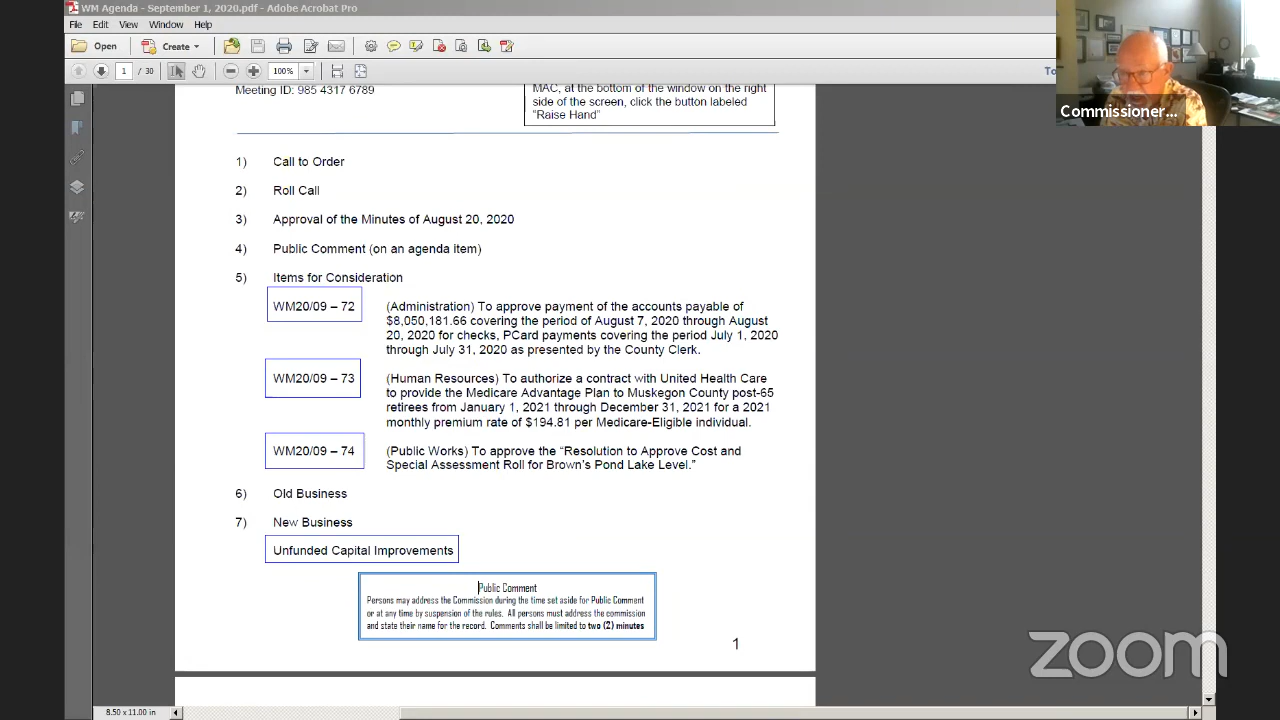 WM Agenda - September 1, 2020.pdf - Adobe Acrobat Pro
File Edit View Window Help
Open Create
1 / 30 100% To
Commissioner...
Meeting ID: 985 4317 6789
MAC, at the bottom of the window on the right
side of the screen, click the button labeled
"Raise Hand"
1) Call to Order
2) Roll Call
3) Approval of the Minutes of August 20, 2020
4) Public Comment (on an agenda item)
5) Items for Consideration
WM20/09 – 72 (Administration) To approve payment of the accounts payable of
$8,050,181.66 covering the period of August 7, 2020 through August
20, 2020 for checks, PCard payments covering the period July 1, 2020
through July 31, 2020 as presented by the County Clerk.
WM20/09 – 73 (Human Resources) To authorize a contract with United Health Care
to provide the Medicare Advantage Plan to Muskegon County post-65
retirees from January 1, 2021 through December 31, 2021 for a 2021
monthly premium rate of $194.81 per Medicare-Eligible individual.
WM20/09 – 74 (Public Works) To approve the “Resolution to Approve Cost and
Special Assessment Roll for Brown’s Pond Lake Level.”
6) Old Business
7) New Business
Unfunded Capital Improvements
Public Comment
Persons may address the Commission during the time set aside for Public Comment
or at any time by suspension of the rules. All persons must address the commission
and state their name for the record. Comments shall be limited to two (2) minutes
1
zoom
8.50 x 11.00 in